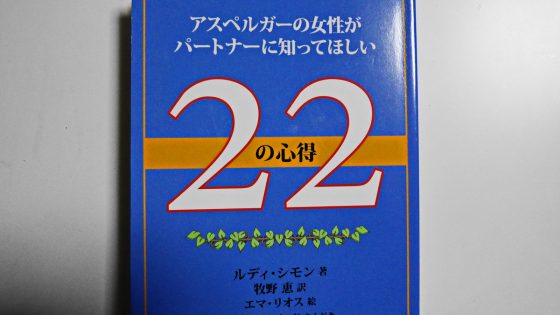 アスペルガーの女性が
パートナーに知ってほしい
22
の心得
ルディ・シモン 著
牧野 恵 訳
エマ・リオス 絵